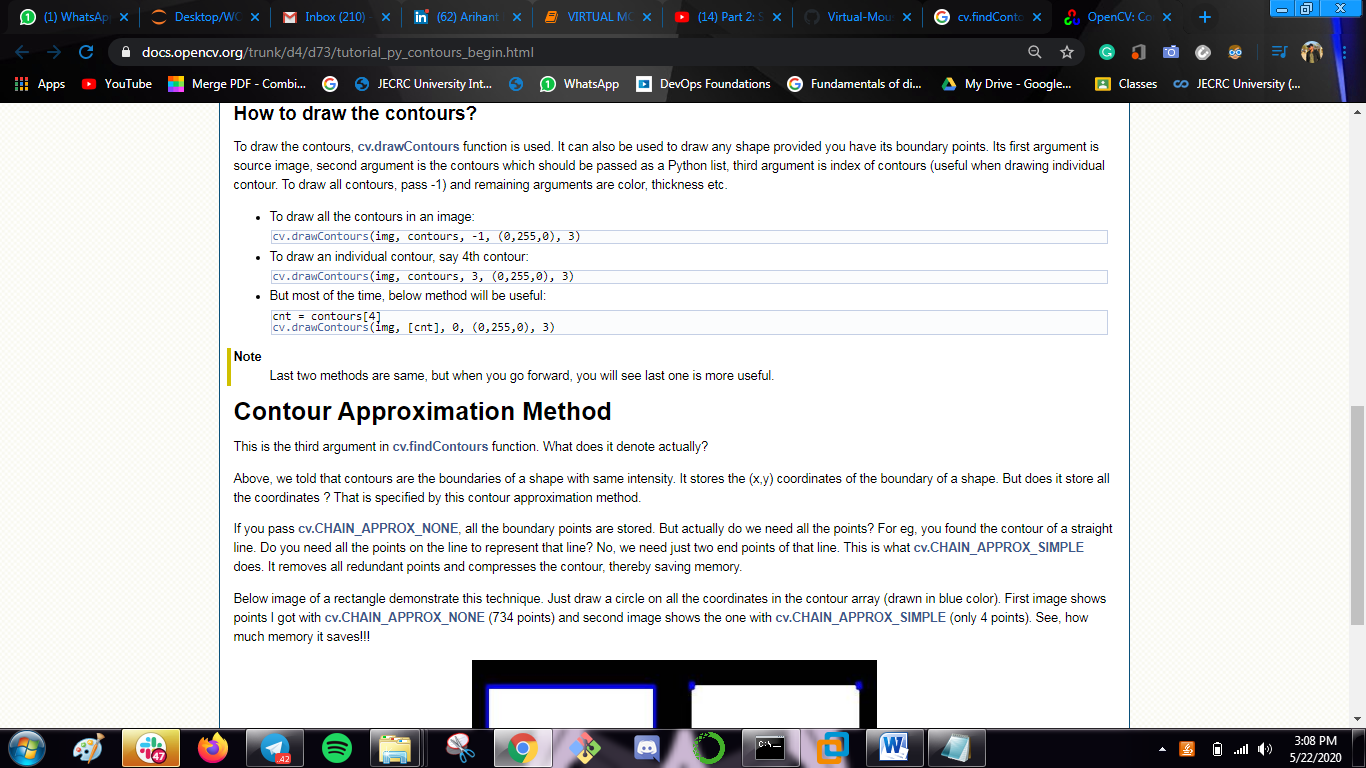 (1) WhatsAp
Desktop/WC
Inbox (210) -
(62) Arihant
VIRTUAL MO
(14) Part 2: S
Virtual-Mou
cv.findConto
OpenCV: Co
docs.opencv.org/trunk/d4/d73/tutorial_py_contours_begin.html
Apps YouTube Merge PDF - Combi... JECRC University Int... WhatsApp DevOps Foundations Fundamentals of di... My Drive - Google... Classes JECRC University (...
How to draw the contours?
To draw the contours, cv.drawContours function is used. It can also be used to draw any shape provided you have its boundary points. Its first argument is
source image, second argument is the contours which should be passed as a Python list, third argument is index of contours (useful when drawing individual
contour. To draw all contours, pass -1) and remaining arguments are color, thickness etc.
• To draw all the contours in an image:
cv.drawContours(img, contours, -1, (0,255,0), 3)
• To draw an individual contour, say 4th contour:
cv.drawContours(img, contours, 3, (0,255,0), 3)
• But most of the time, below method will be useful:
cnt = contours[4]
cv.drawContours(img, [cnt], 0, (0,255,0), 3)
Note
Last two methods are same, but when you go forward, you will see last one is more useful.
Contour Approximation Method
This is the third argument in cv.findContours function. What does it denote actually?
Above, we told that contours are the boundaries of a shape with same intensity. It stores the (x,y) coordinates of the boundary of a shape. But does it store all
the coordinates ? That is specified by this contour approximation method.
If you pass cv.CHAIN_APPROX_NONE, all the boundary points are stored. But actually do we need all the points? For eg, you found the contour of a straight
line. Do you need all the points on the line to represent that line? No, we need just two end points of that line. This is what cv.CHAIN_APPROX_SIMPLE
does. It removes all redundant points and compresses the contour, thereby saving memory.
Below image of a rectangle demonstrate this technique. Just draw a circle on all the coordinates in the contour array (drawn in blue color). First image shows
points I got with cv.CHAIN_APPROX_NONE (734 points) and second image shows the one with cv.CHAIN_APPROX_SIMPLE (only 4 points). See, how
much memory it saves!!!
47
42
C:\_
W
3:08 PM
5/22/2020